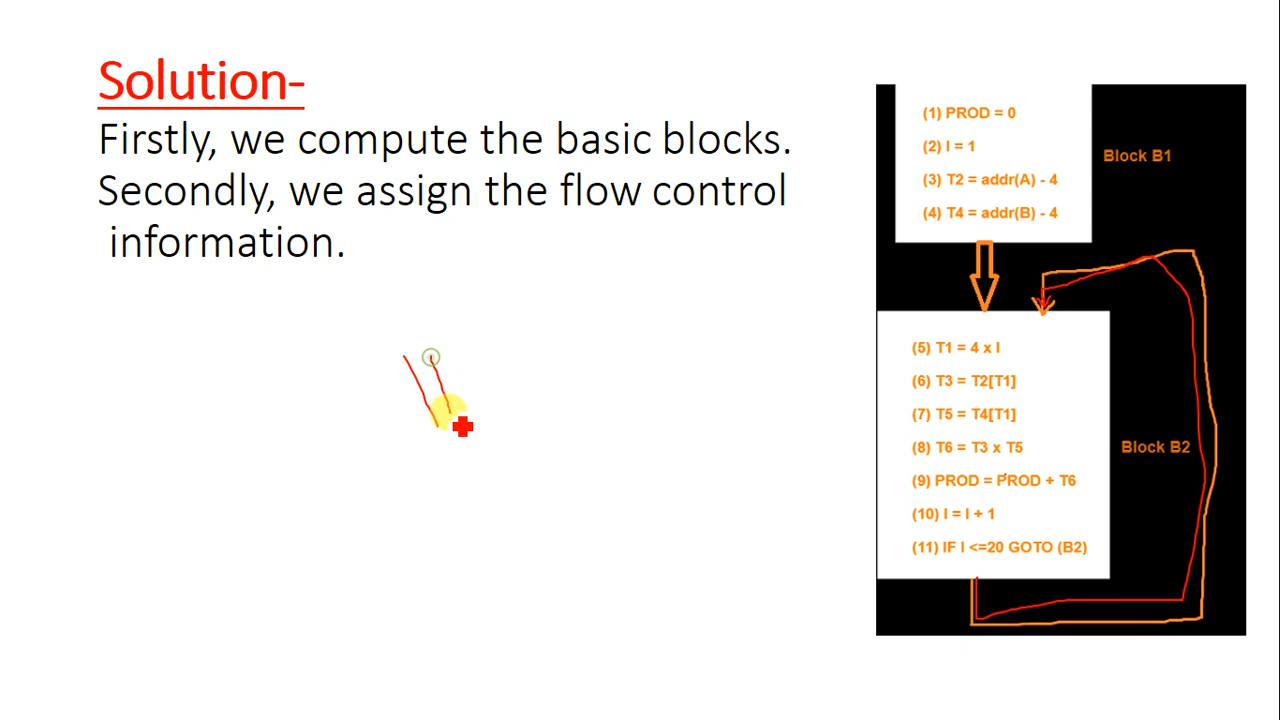 Solution-
Firstly, we compute the basic blocks.
Secondly, we assign the flow control
information.
(1) PROD = 0
(2) I = 1
(3) T2 = addr(A) - 4
(4) T4 = addr(B) - 4
Block B1
(5) T1 = 4 x I
(6) T3 = T2[T1]
(7) T5 = T4[T1]
(8) T6 = T3 x T5
(9) PROD = PROD + T6
(10) I = I + 1
(11) IF I <=20 GOTO (B2)
Block B2